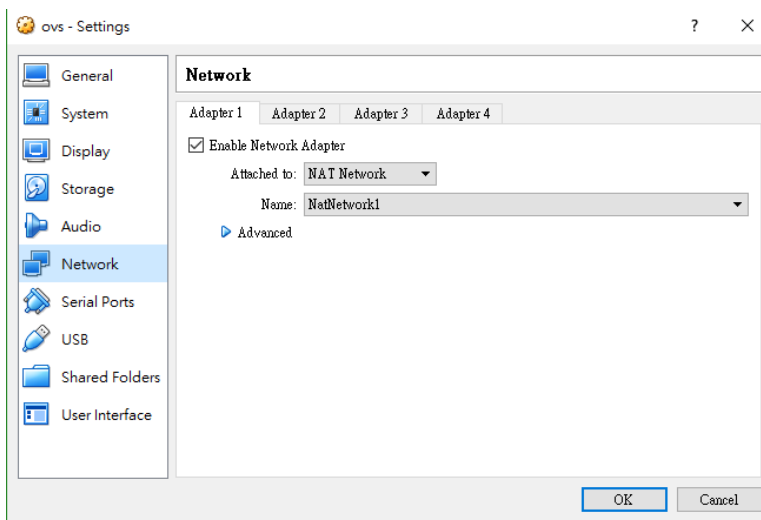 ovs - Settings
?
×
General
System
Display
Storage
Audio
Network
Serial Ports
USB
Shared Folders
User Interface
Network
Adapter 1
Adapter 2
Adapter 3
Adapter 4
Enable Network Adapter
Attached to: NAT Network
Name: NatNetwork1
Advanced
OK
Cancel